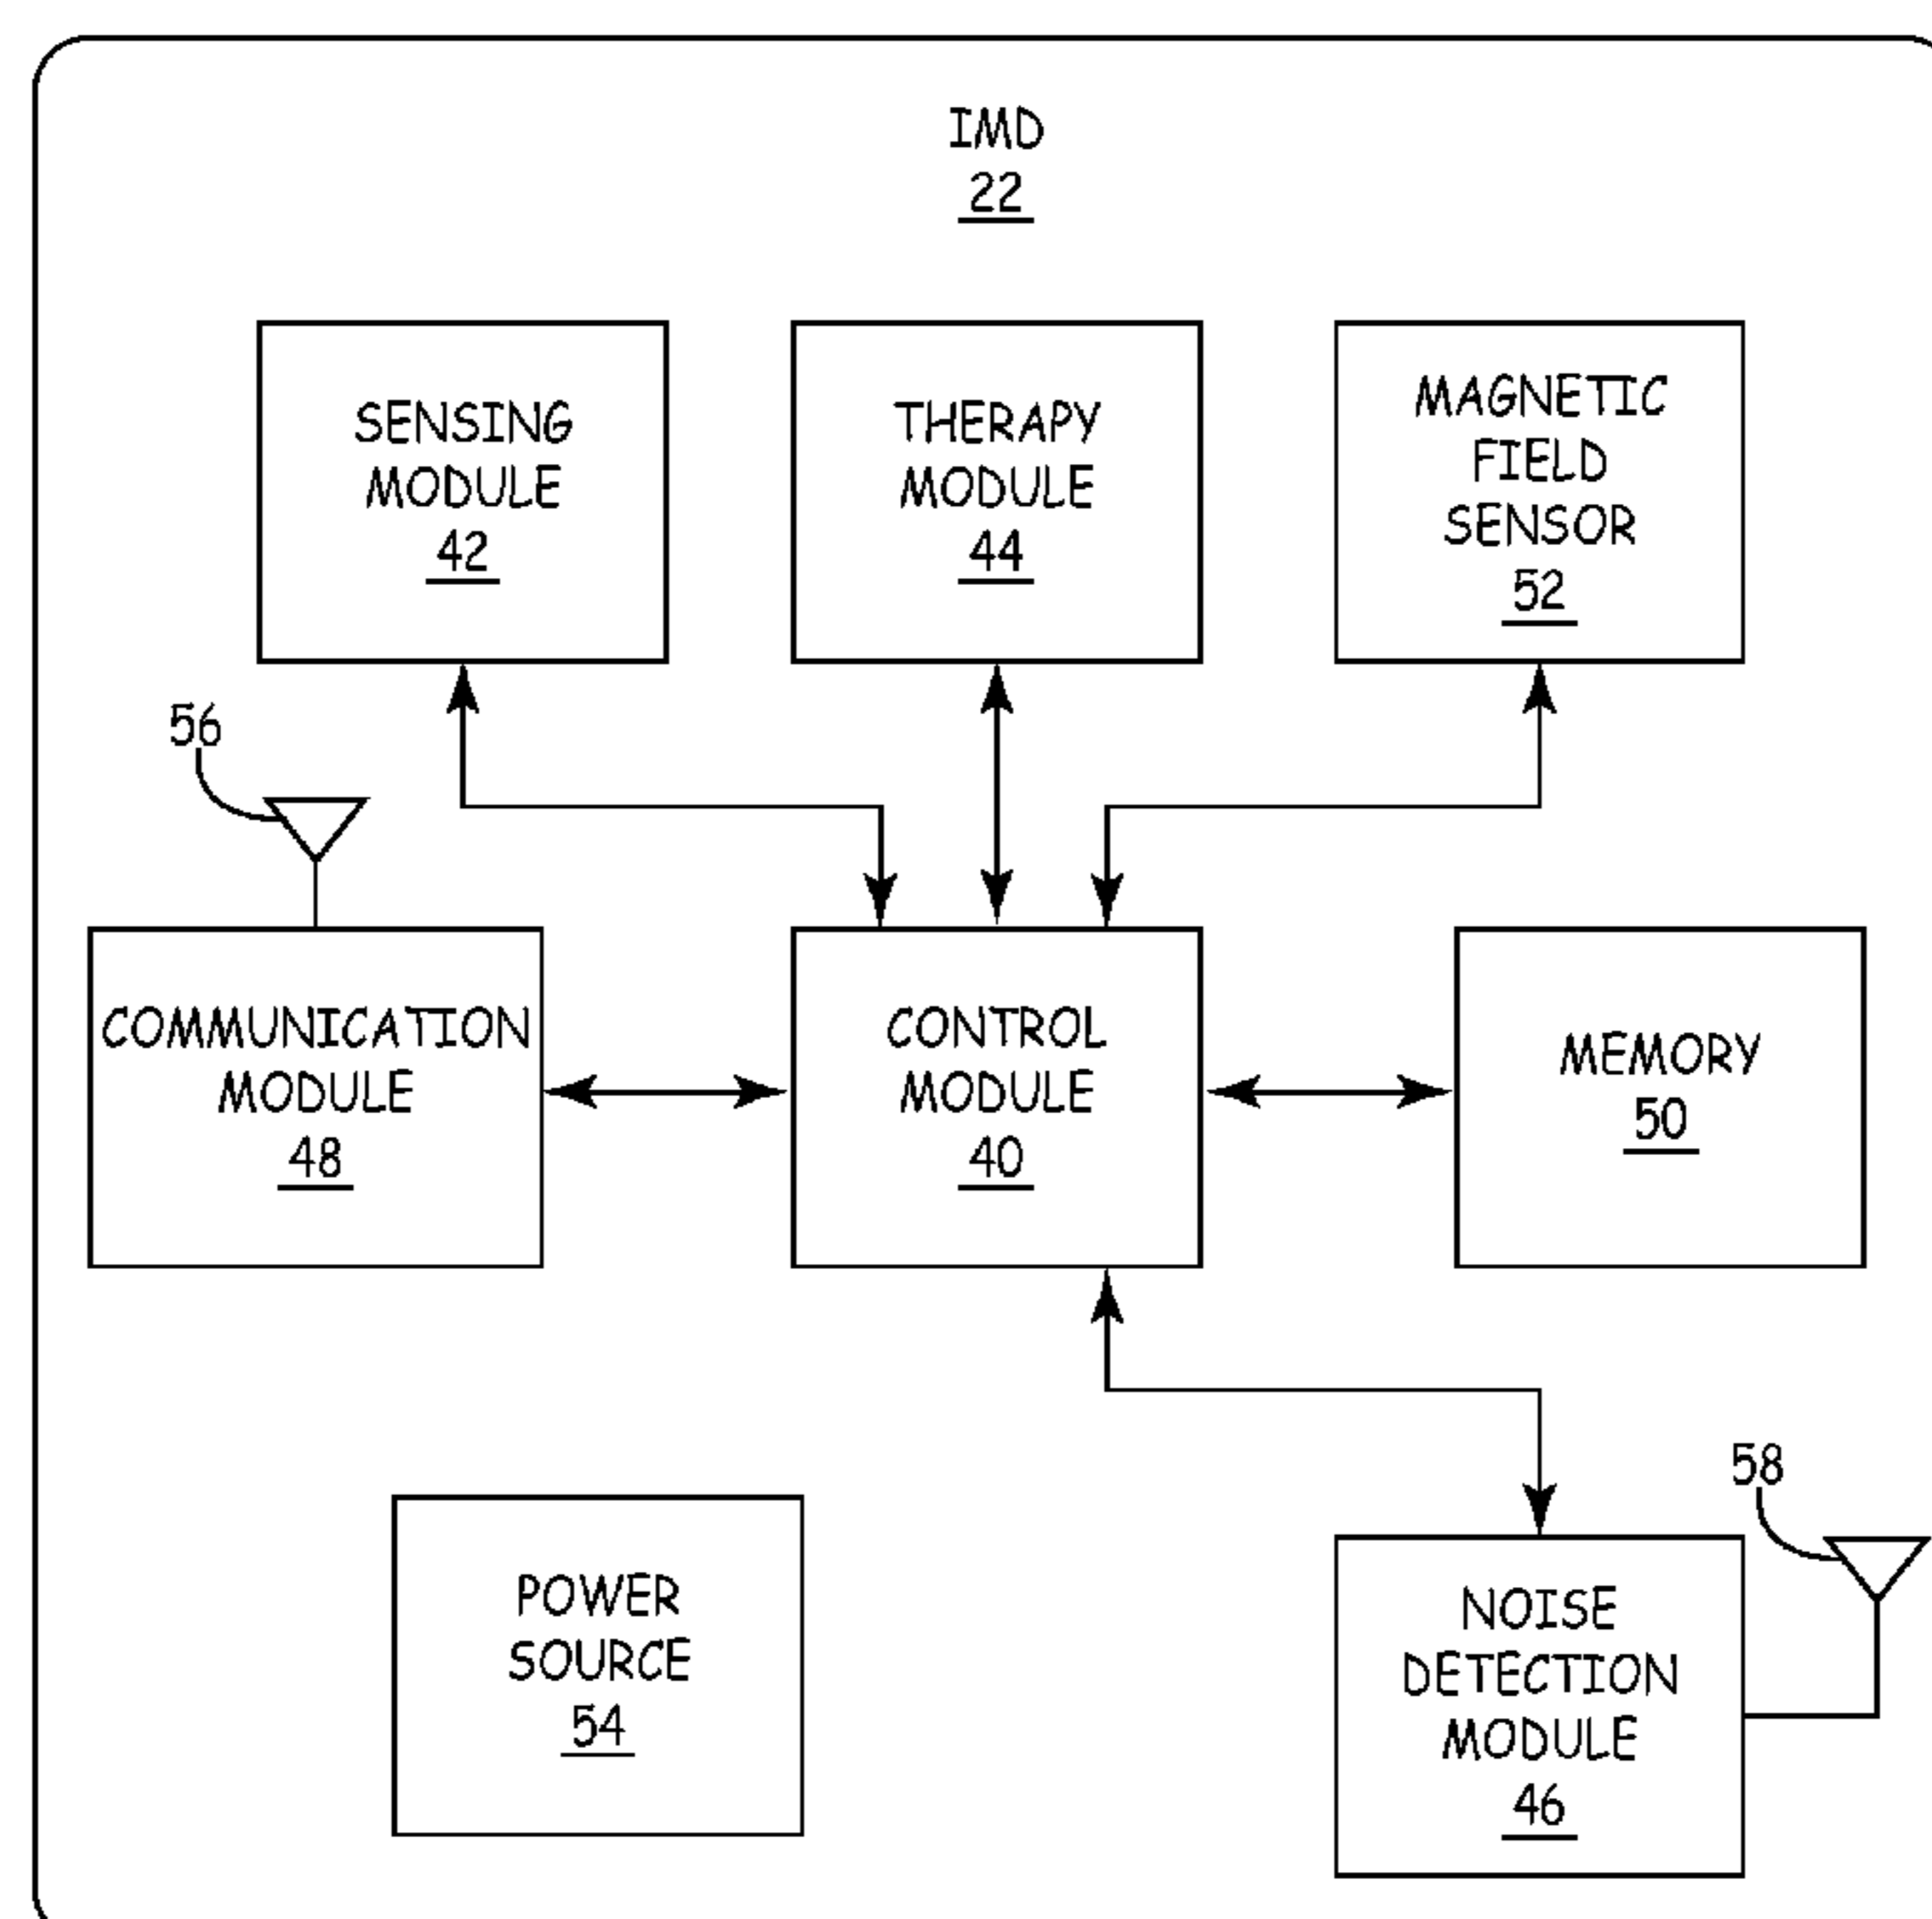 IMD
22
SENSING
MODULE
42
THERAPY
MODULE
44
MAGNETIC
FIELD
SENSOR
52
56
COMMUNICATION
MODULE
48
CONTROL
MODULE
40
MEMORY
50
POWER
SOURCE
54
58
NOISE
DETECTION
MODULE
46